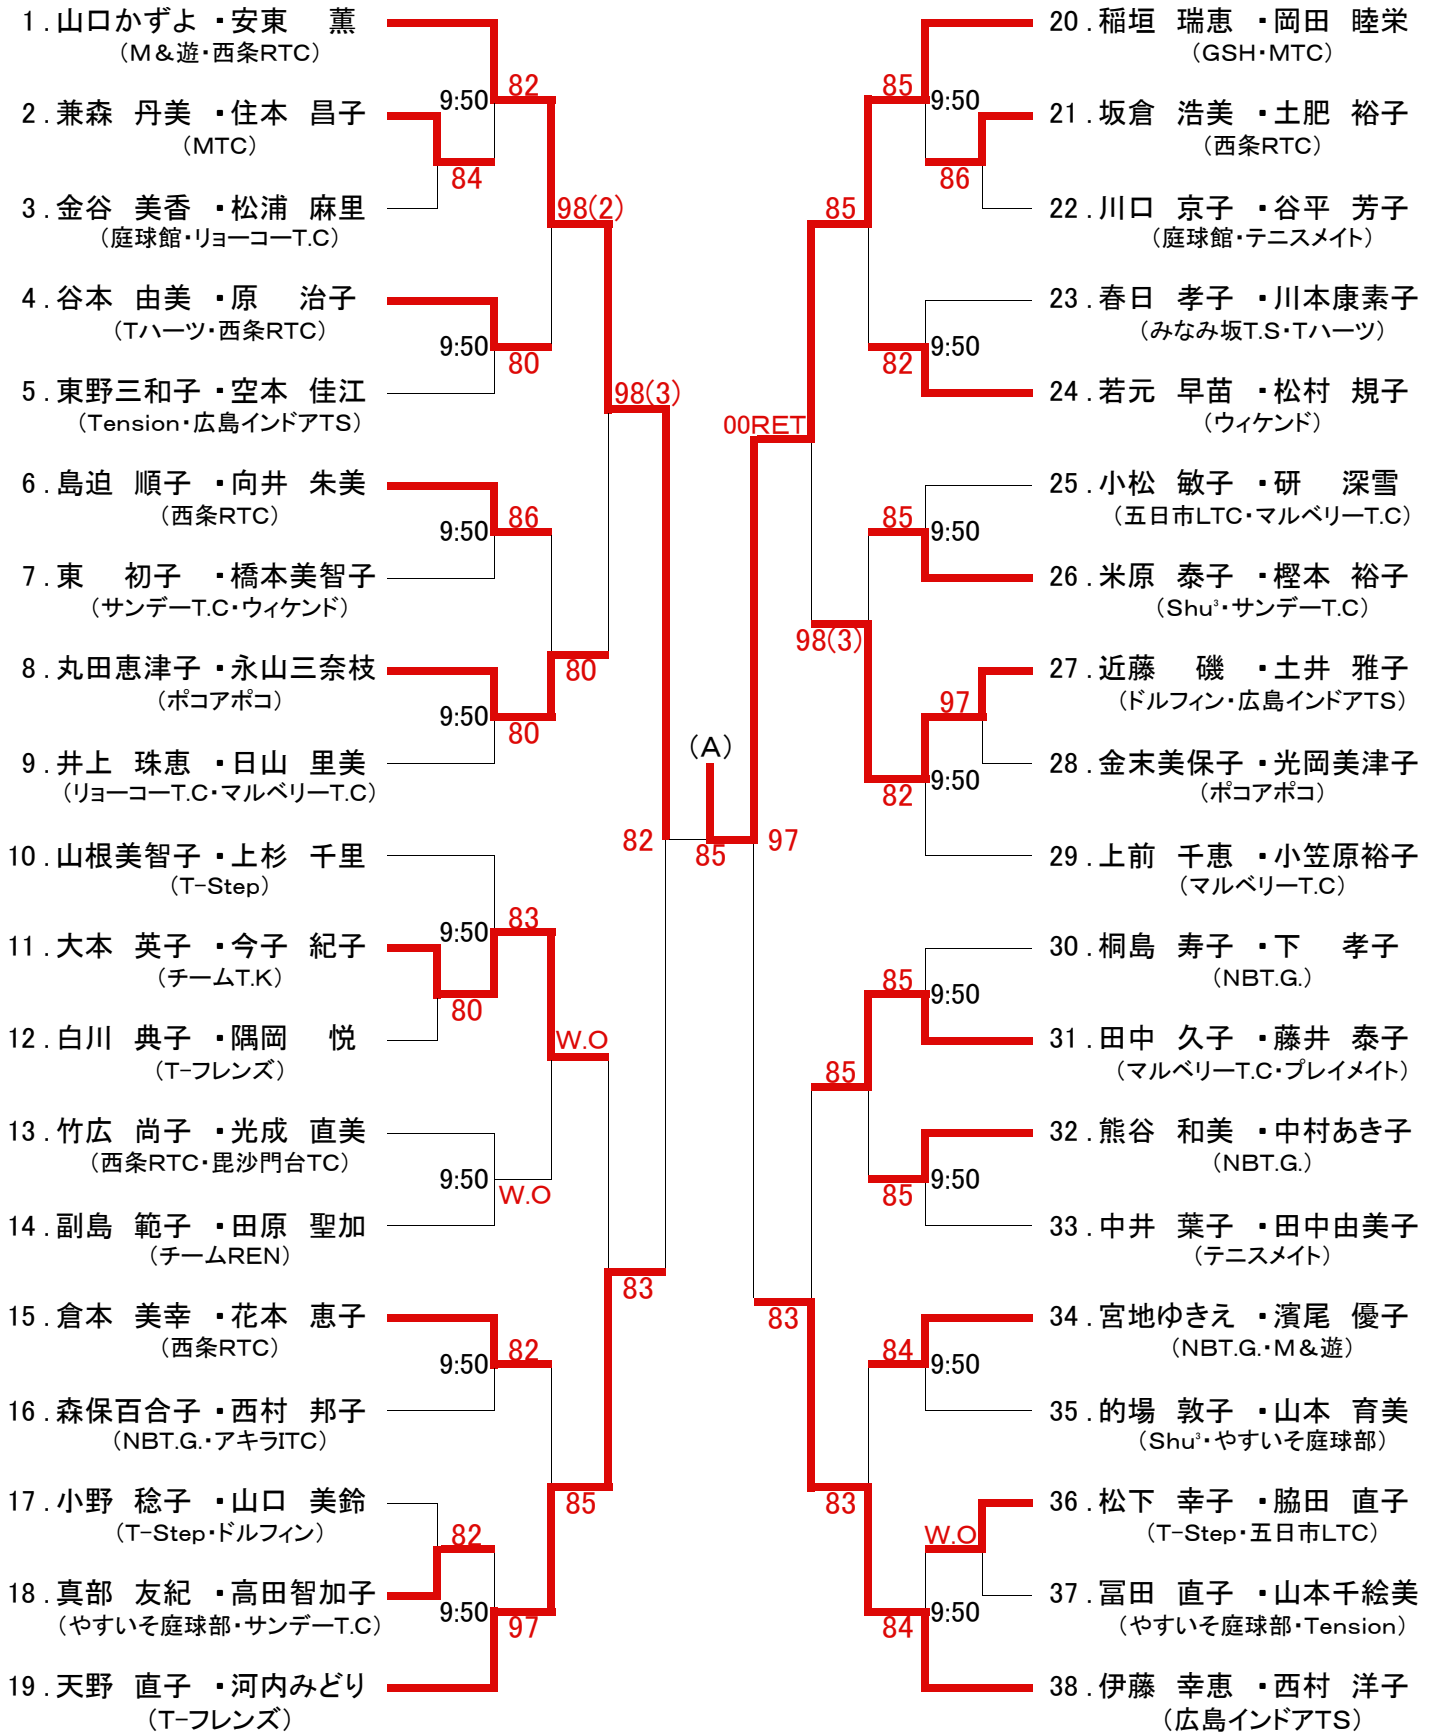 1.山口かずよ・安東 薫
(M&遊・西条RTC)
82
9:50
2.兼森 丹美・住本 昌子
(MTC)
84
3.金谷 美香・松浦 麻里
(庭球館・リョーコーT.C)
98(2)
4.谷本 由美・原 治子
(Tハーツ・西条RTC)
9:50
80
5.東野三和子・空本 佳江
(Tension・広島インドアTS)
98(3)
6.島迫 順子・向井 朱美
(西条RTC)
86
9:50
7.東 初子・橋本美智子
(サンデーT.C・ウィケンド)
80
8.丸田恵津子・永山三奈枝
(ポコアポコ)
9:50
80
9.井上 珠恵・日山 里美
(リョーコーT.C・マルベリーT.C)
82
10.山根美智子・上杉 千里
(T-Step)
83
9:50
11.大本 英子・今子 紀子
(チームT.K)
80
12.白川 典子・隅岡 悦
(T-フレンズ)
W.O
13.竹広 尚子・光成 直美
(西条RTC・毘沙門台TC)
9:50
W.O
14.副島 範子・田原 聖加
(チームREN)
83
15.倉本 美幸・花本 恵子
(西条RTC)
82
9:50
16.森保百合子・西村 邦子
(NBT.G.・アキラITC)
85
17.小野 稔子・山口 美鈴
(T-Step・ドルフィン)
82
18.真部 友紀・高田智加子
(やすいそ庭球部・サンデーT.C)
9:50
97
19.天野 直子・河内みどり
(T-フレンズ)
(A)
85
97
20.稲垣 瑞恵・岡田 睦栄
(GSH・MTC)
85
9:50
21.坂倉 浩美・土肥 裕子
(西条RTC)
86
22.川口 京子・谷平 芳子
(庭球館・テニスメイト)
85
23.春日 孝子・川本康素子
(みなみ坂T.S・Tハーツ)
82
9:50
24.若元 早苗・松村 規子
(ウィケンド)
00RET
25.小松 敏子・研 深雪
(五日市LTC・マルベリーT.C)
85
9:50
26.米原 泰子・樫本 裕子
(Shu³・サンデーT.C)
98(3)
27.近藤 磯・土井 雅子
(ドルフィン・広島インドアTS)
97
28.金末美保子・光岡美津子
(ポコアポコ)
82
9:50
29.上前 千恵・小笠原裕子
(マルベリーT.C)
30.桐島 寿子・下 孝子
(NBT.G.)
85
9:50
31.田中 久子・藤井 泰子
(マルベリーT.C・プレイメイト)
85
32.熊谷 和美・中村あき子
(NBT.G.)
85
9:50
33.中井 葉子・田中由美子
(テニスメイト)
83
34.宮地ゆきえ・濱尾 優子
(NBT.G.・M&遊)
84
9:50
35.的場 敦子・山本 育美
(Shu³・やすいそ庭球部)
83
36.松下 幸子・脇田 直子
(T-Step・五日市LTC)
W.O
37.冨田 直子・山本千絵美
(やすいそ庭球部・Tension)
84
9:50
38.伊藤 幸恵・西村 洋子
(広島インドアTS)